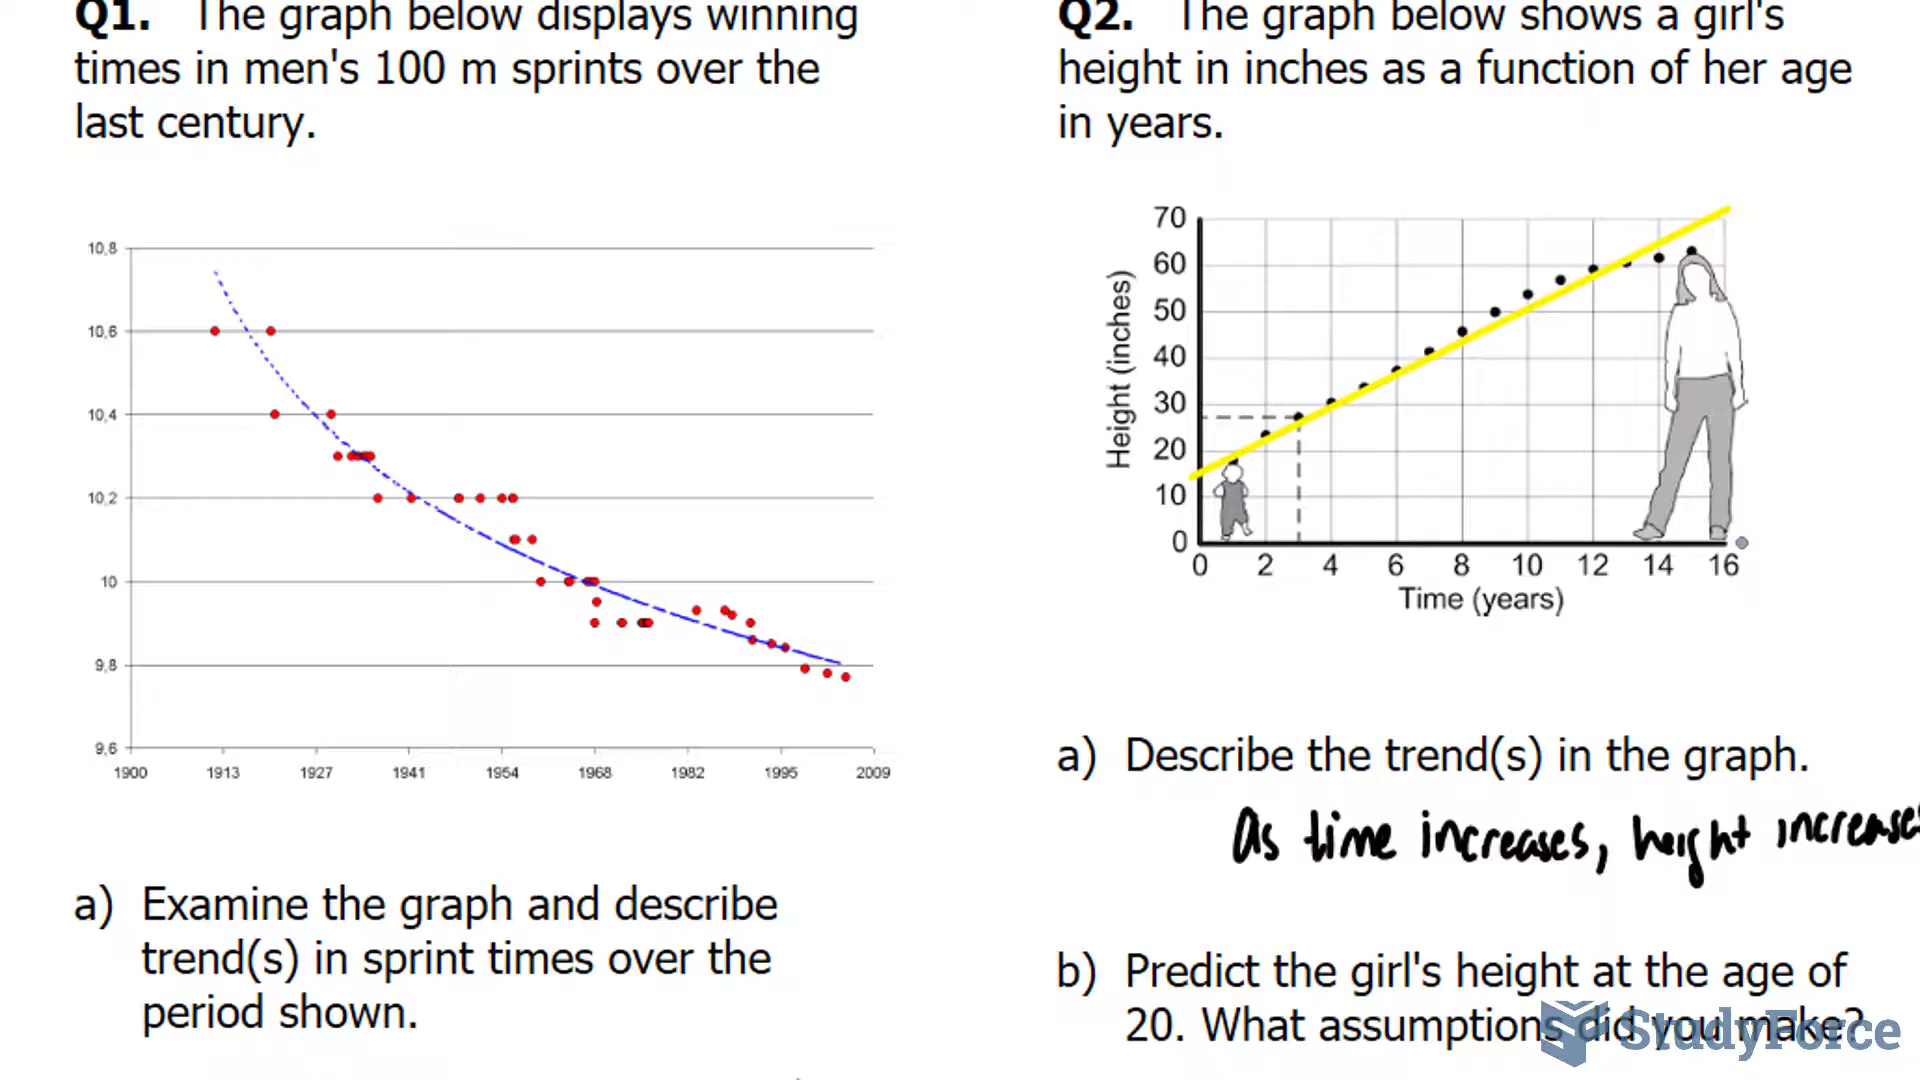 Q1. The graph below displays winning
times in men's 100 m sprints over the
last century.
10,8
10,6
10,4
10,2
10
9,8
9,6
1900 1913 1927 1941 1954 1968 1982 1995 2009
a) Examine the graph and describe
trend(s) in sprint times over the
period shown.
Q2. The graph below shows a girl's
height in inches as a function of her age
in years.
Height (inches)
70
60
50
40
30
20
10
0
0 2 4 6 8 10 12 14 16
Time (years)
a) Describe the trend(s) in the graph.
As time increases, height increases
b) Predict the girl's height at the age of
20. What assumptions did you make?
StudyForce